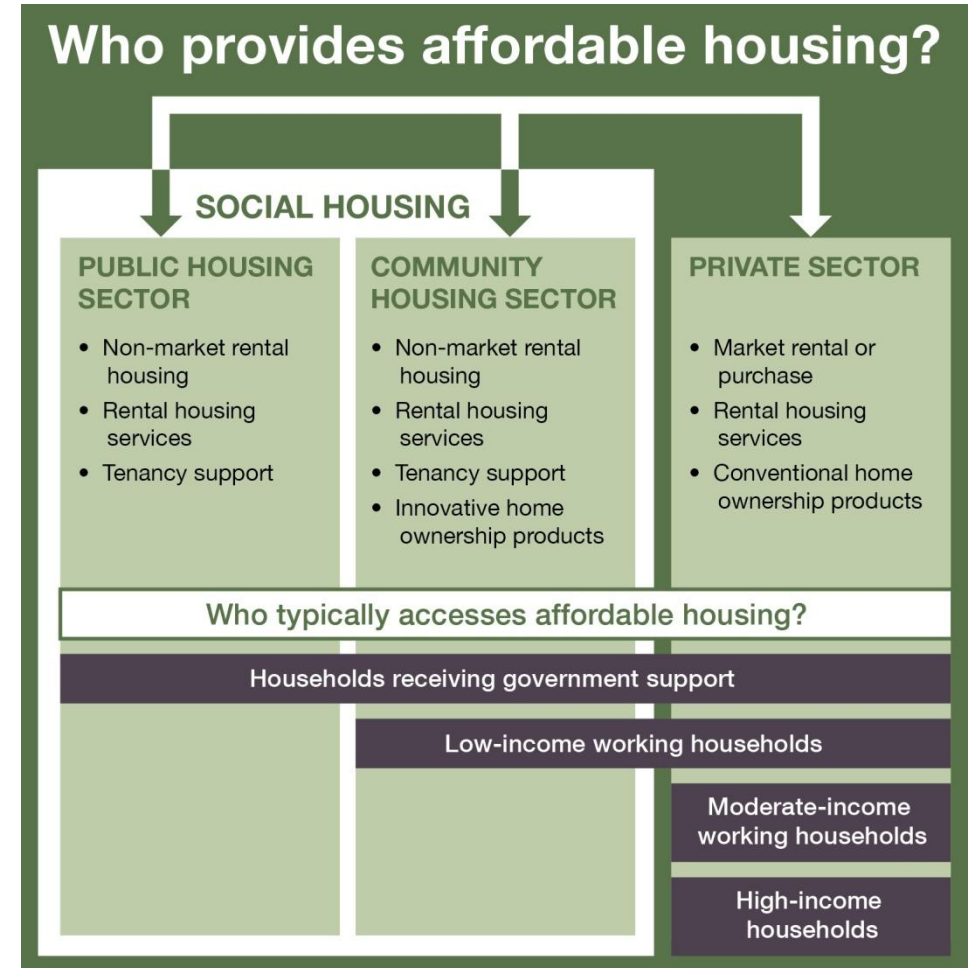 Who provides affordable housing?
SOCIAL HOUSING
PUBLIC HOUSING
SECTOR
• Non-market rental
housing
• Rental housing
services
• Tenancy support
COMMUNITY
HOUSING SECTOR
• Non-market rental
housing
• Rental housing
services
• Tenancy support
• Innovative home
ownership products
PRIVATE SECTOR
• Market rental or
purchase
• Rental housing
services
• Conventional home
ownership products
Who typically accesses affordable housing?
Households receiving government support
Low-income working households
Moderate-income
working households
High-income
households